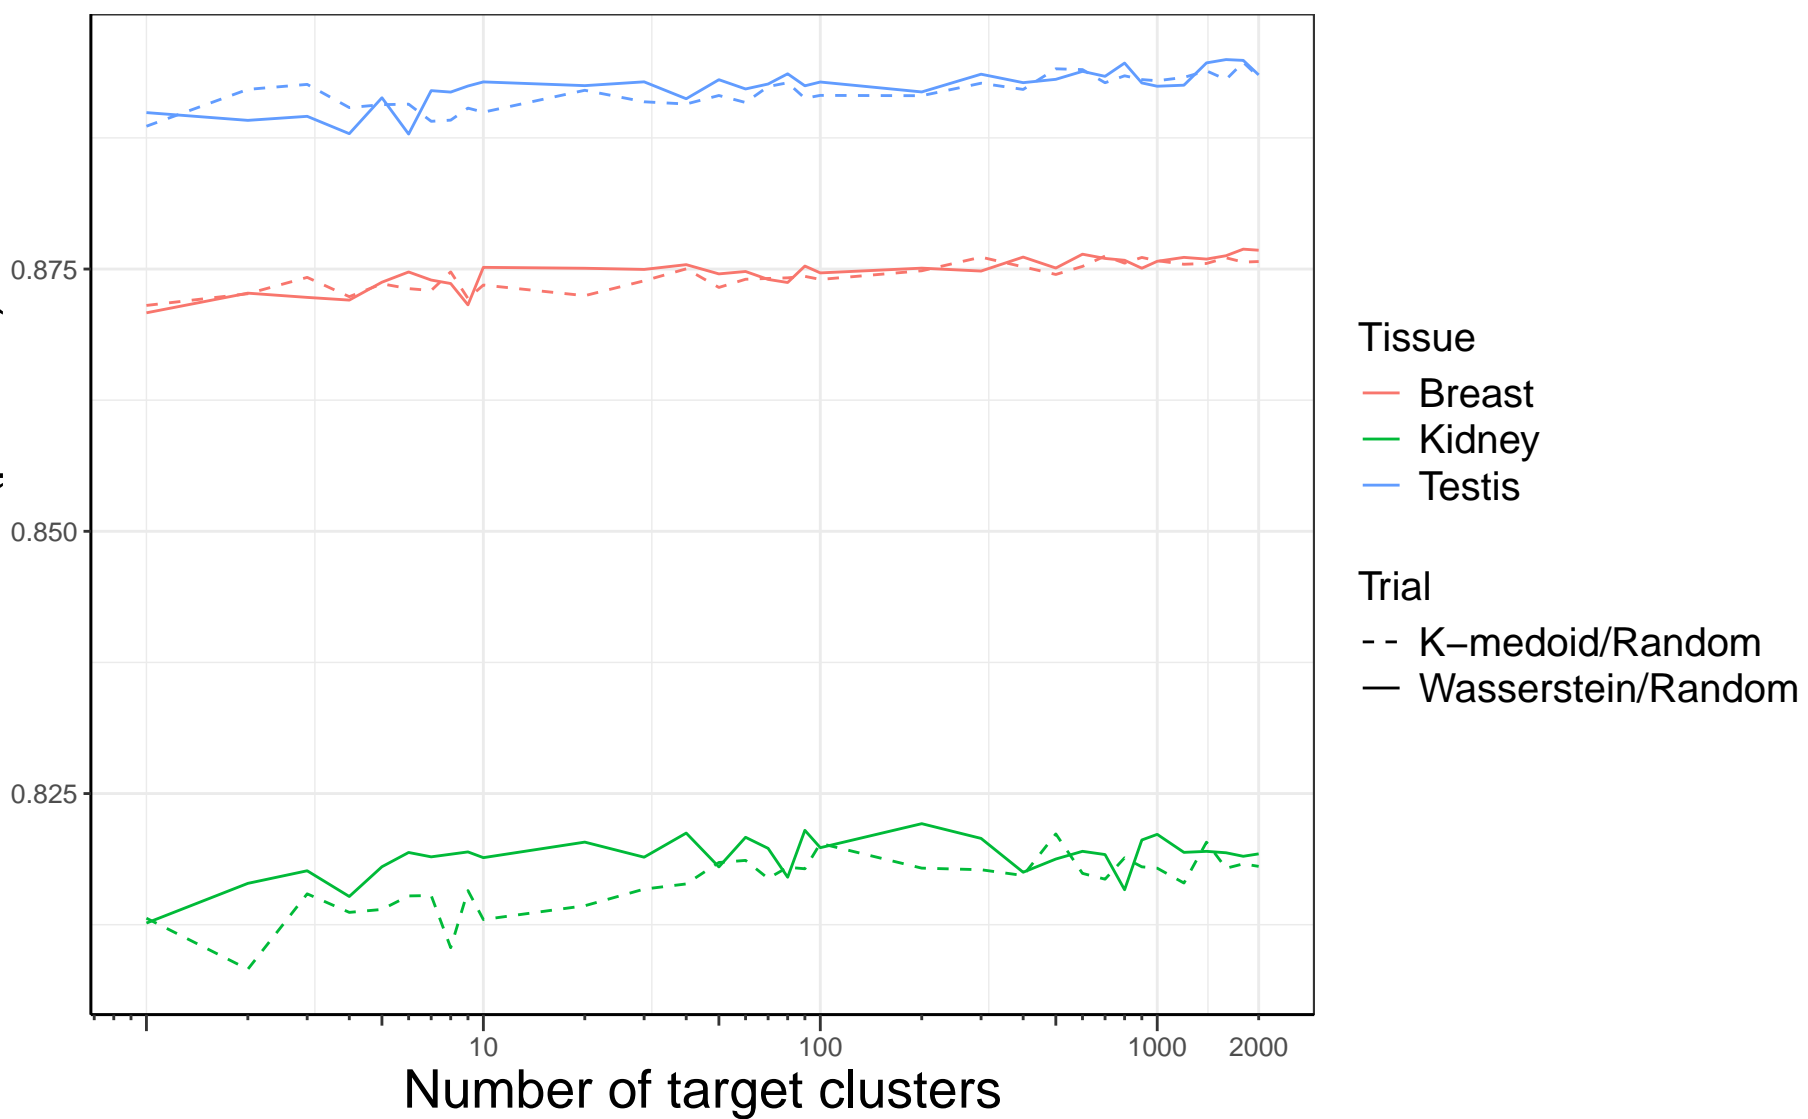 0.875
0.850
0.825
10
100
1000
2000
Number of target clusters
Tissue
Breast
Kidney
Testis
Trial
K−medoid/Random
Wasserstein/Random